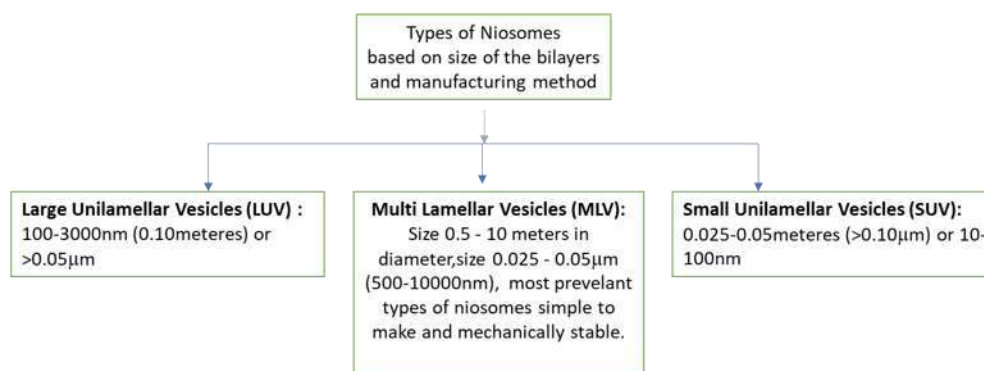 Types of Niosomes
based on size of the bilayers
and manufacturing method
Large Unilamellar Vesicles (LUV) :
100-3000nm (0.10meteres) or
>0.05μm
Multi Lamellar Vesicles (MLV):
Size 0.5 - 10 meters in
diameter,size 0.025 - 0.05μm
(500-10000nm), most prevelant
types of niosomes simple to
make and mechanically stable.
Small Unilamellar Vesicles (SUV):
0.025-0.05meteres (>0.10μm) or 10-
100nm